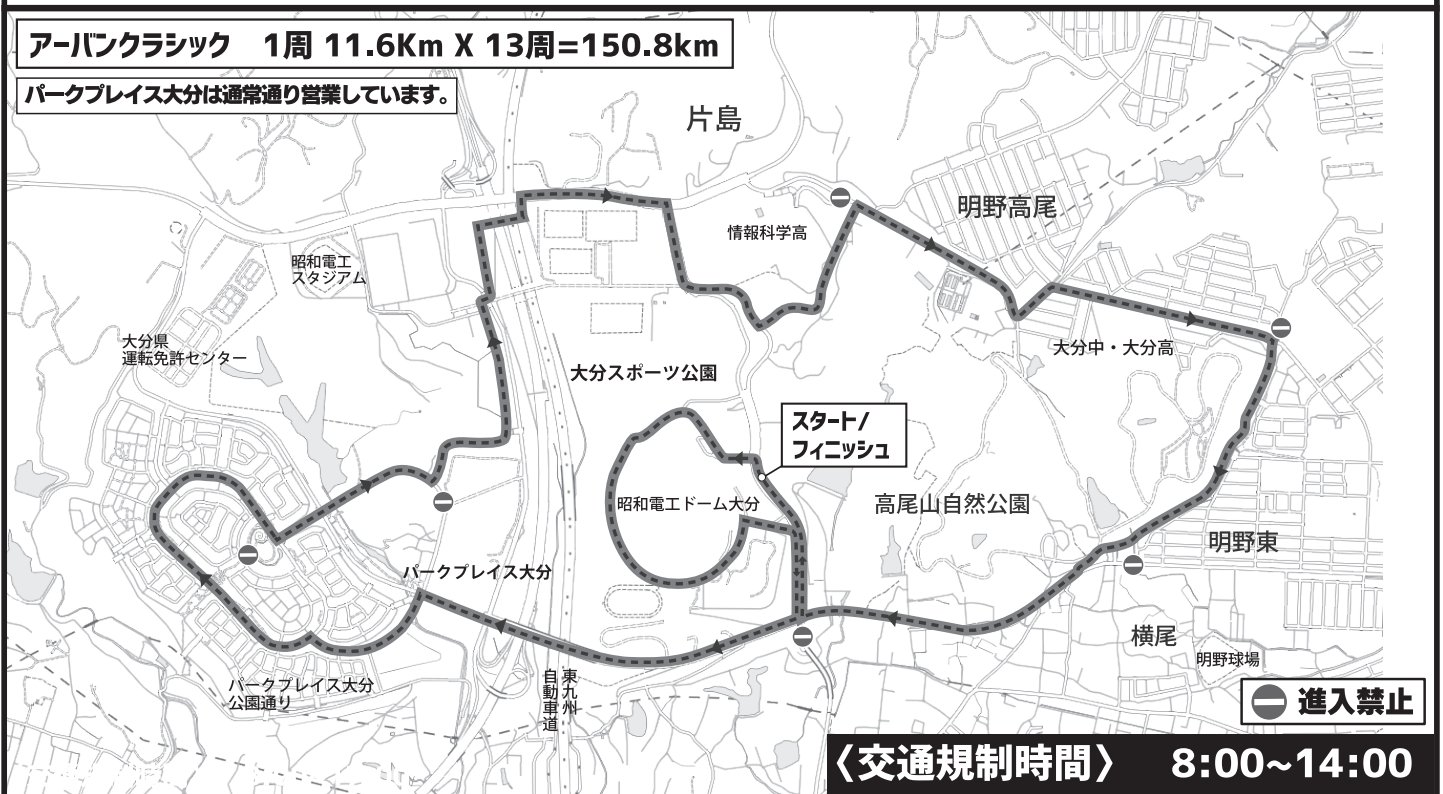 アーバンクラシック　1周 11.6Km X 13周=150.8km
パークプレイス大分は通常通り営業しています。
片島
明野高尾
情報科学高
昭和電工
スタジアム
大分県
運転免許センター
大分中・大分高
大分スポーツ公園
スタート/
フィニッシュ
昭和電工ドーム大分
高尾山自然公園
明野東
パークプレイス大分
横尾
明野球場
パークプレイス大分
公園通り
東九州
自動車道
進入禁止
〈交通規制時間〉　8:00~14:00